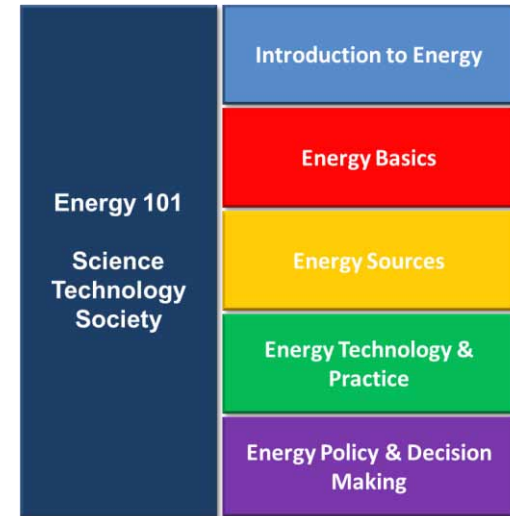 Energy 101
Science
Technology
Society
Introduction to Energy
Energy Basics
Energy Sources
Energy Technology &
Practice
Energy Policy & Decision
Making